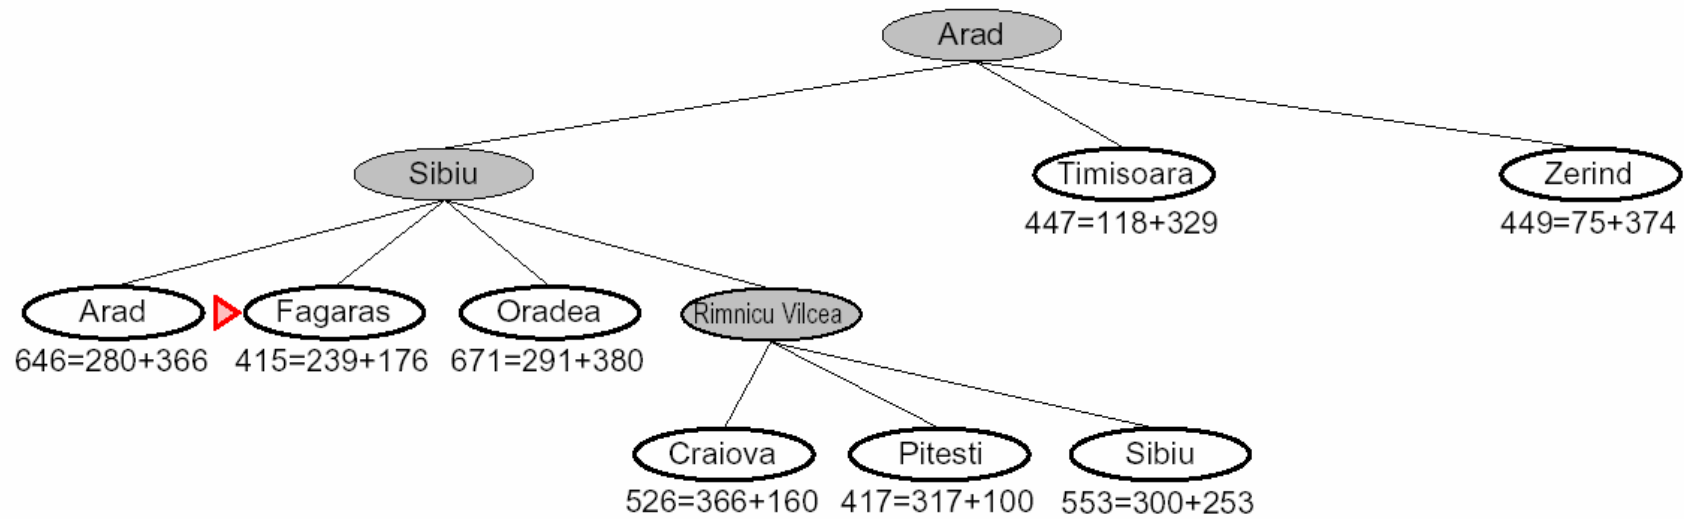 Arad
Sibiu
Timisoara
Zerind
447=118+329
449=75+374
Arad
Fagaras
Oradea
Rimnicu Vilcea
646=280+366
415=239+176
671=291+380
Craiova
Pitesti
Sibiu
526=366+160
417=317+100
553=300+253